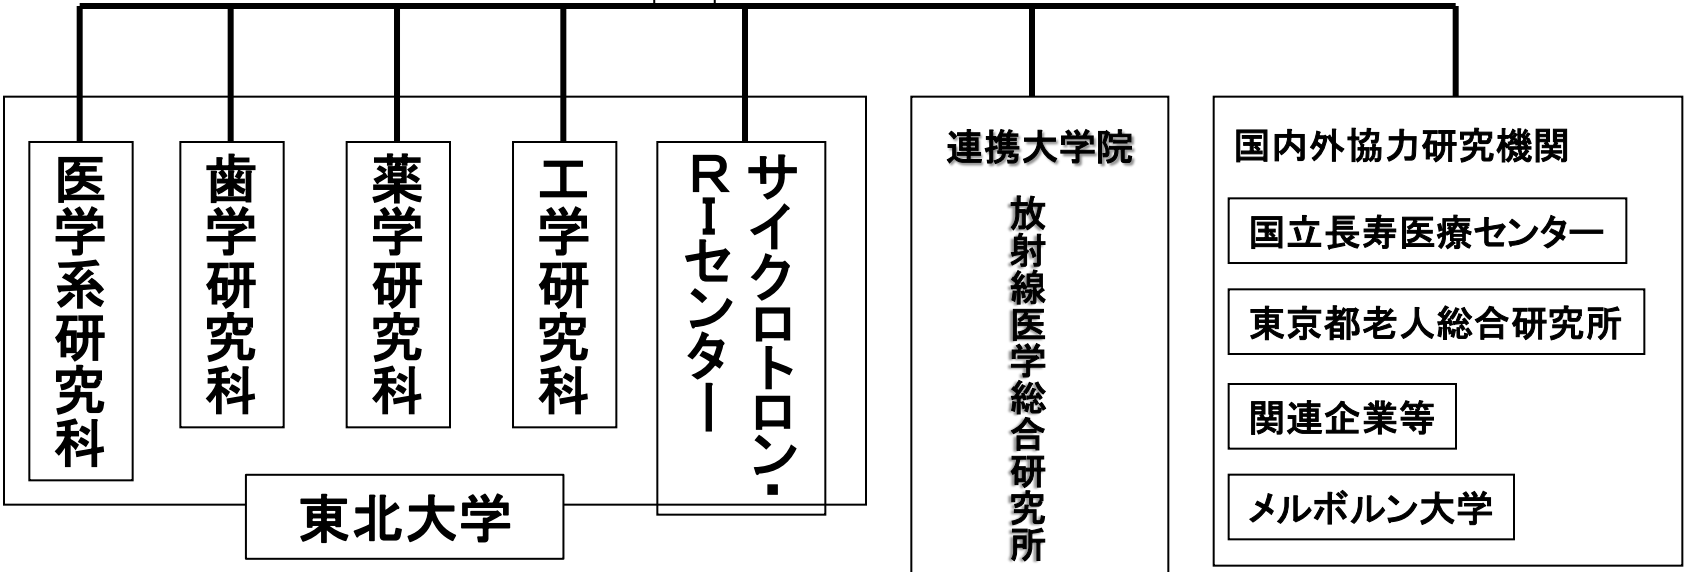 医学系研究科
歯学研究科
薬学研究科
工学研究科
サイクロトロン・
ＲＩセンター
東北大学
連携大学院
放射線医学総合研究所
国内外協力研究機関
国立長寿医療センター
東京都老人総合研究所
関連企業等
メルボルン大学